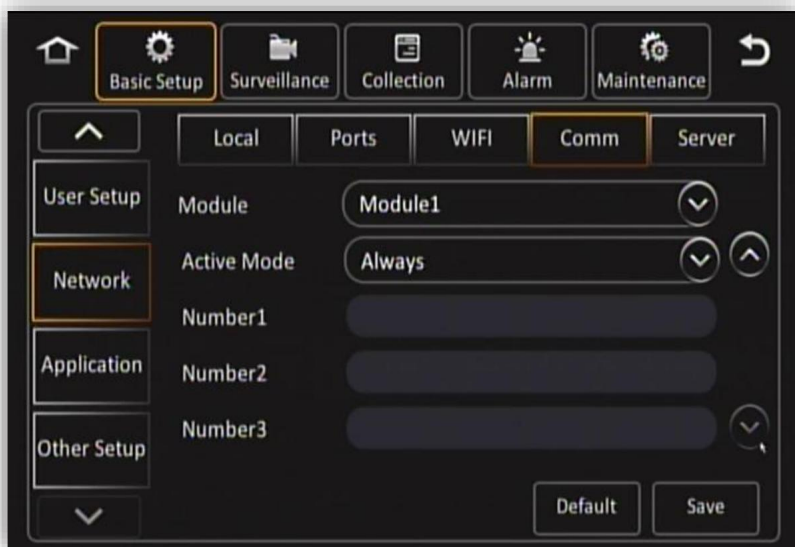 Basic Setup
Surveillance
Collection
Alarm
Maintenance
Local
Ports
WIFI
Comm
Server
User Setup
Network
Application
Other Setup
Module
Module1
Active Mode
Always
Number1
Number2
Number3
Default
Save